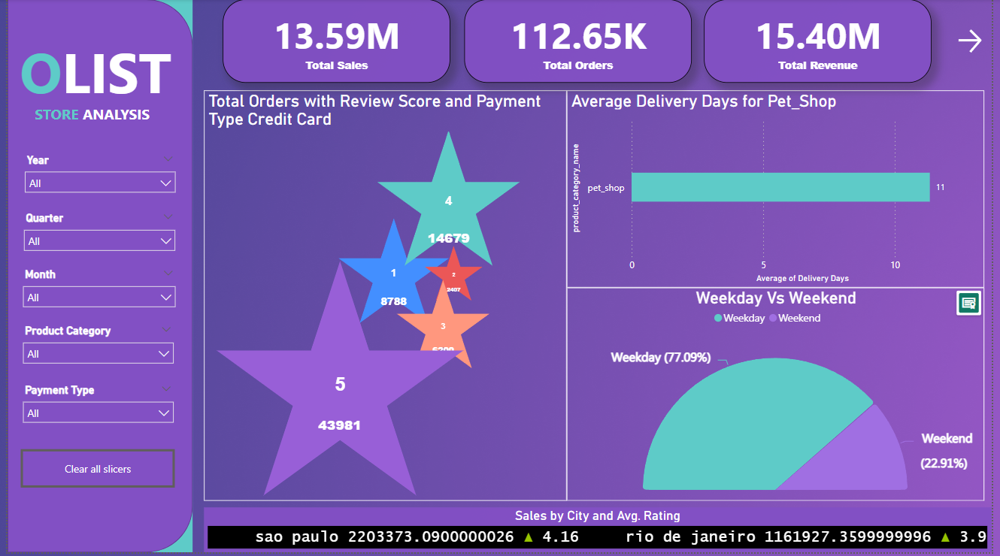 OLIST
STORE ANALYSIS
Year
All
Quarter
All
Month
All
Product Category
All
Payment Type
All
Clear all slicers
13.59M
Total Sales
112.65K
Total Orders
15.40M
Total Revenue
Total Orders with Review Score and Payment
Type Credit Card
4
14679
1
8788
2
2407
3
5
43981
Average Delivery Days for Pet_Shop
product_category_name
pet_shop
11
0
5
10
Average of Delivery Days
Weekday Vs Weekend
Weekday
Weekend
Weekday (77.09%)
Weekend
(22.91%)
Sales by City and Avg. Rating
sao paulo 2203373.0900000026 ▲ 4.16 rio de janeiro 1161927.3599999996 ▲ 3.9